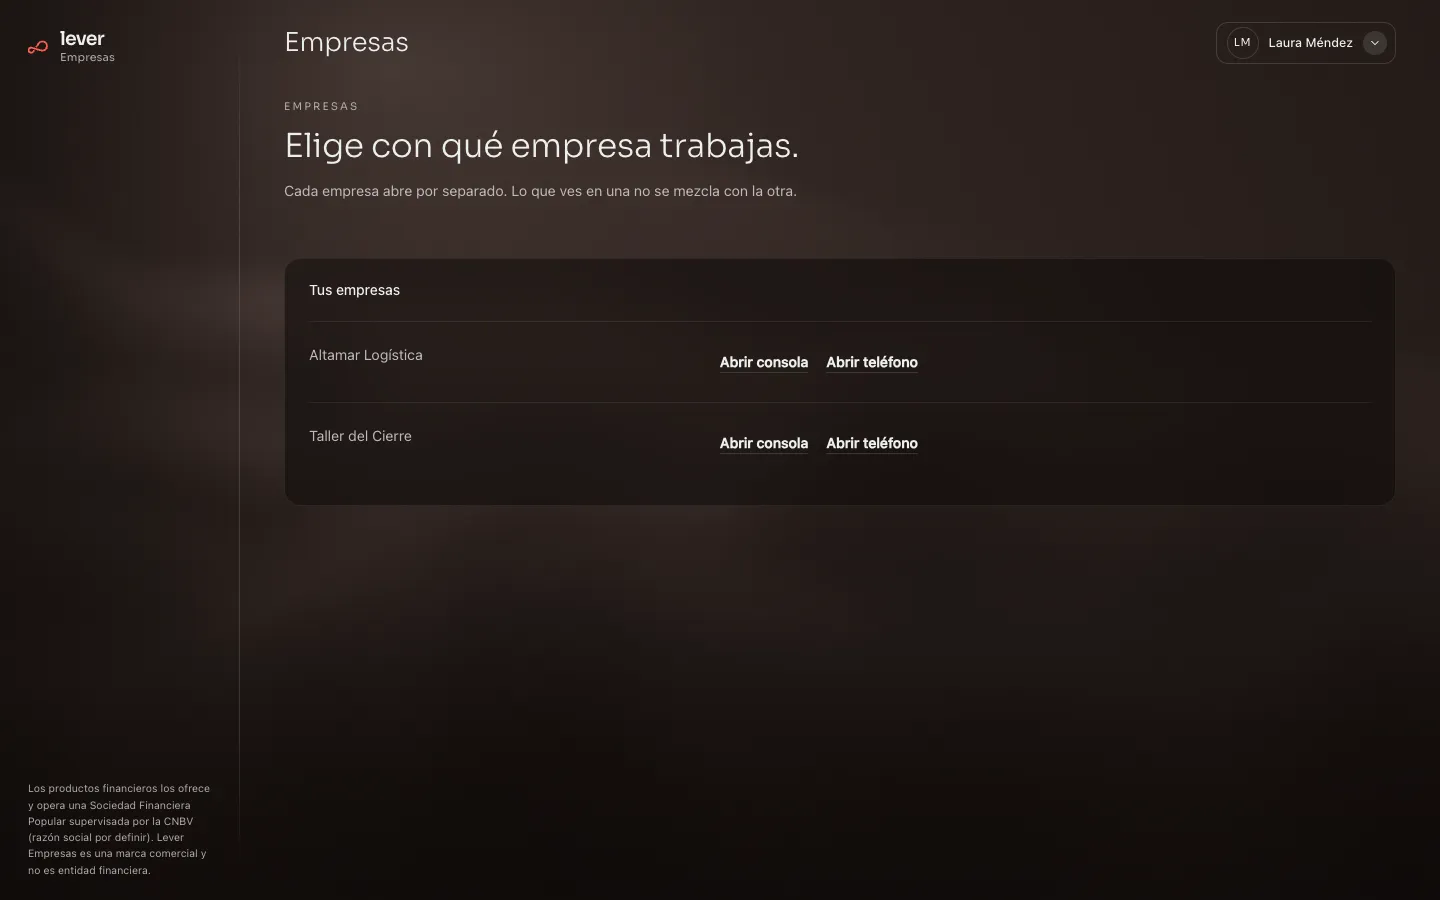 lever
Empresas
Empresas
LM
Laura Méndez
EMPRESAS
Elige con qué empresa trabajas.
Cada empresa abre por separado. Lo que ves en una no se mezcla con la otra.
Tus empresas
Altamar Logística
Abrir consola
Abrir teléfono
Taller del Cierre
Abrir consola
Abrir teléfono
Los productos financieros los ofrece
y opera una Sociedad Financiera
Popular supervisada por la CNBV
(razón social por definir). Lever
Empresas es una marca comercial y
no es entidad financiera.